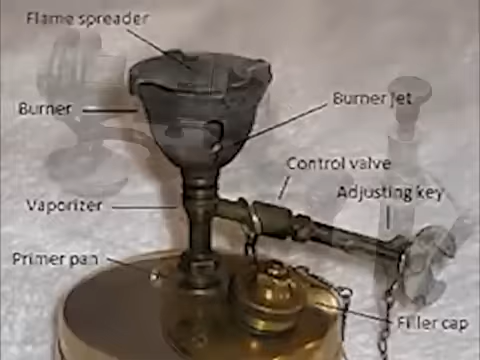 Flame spreader
Burner
Burner jet
Control valve
Adjusting key
Vaporizer
Primer pan
Filler cap